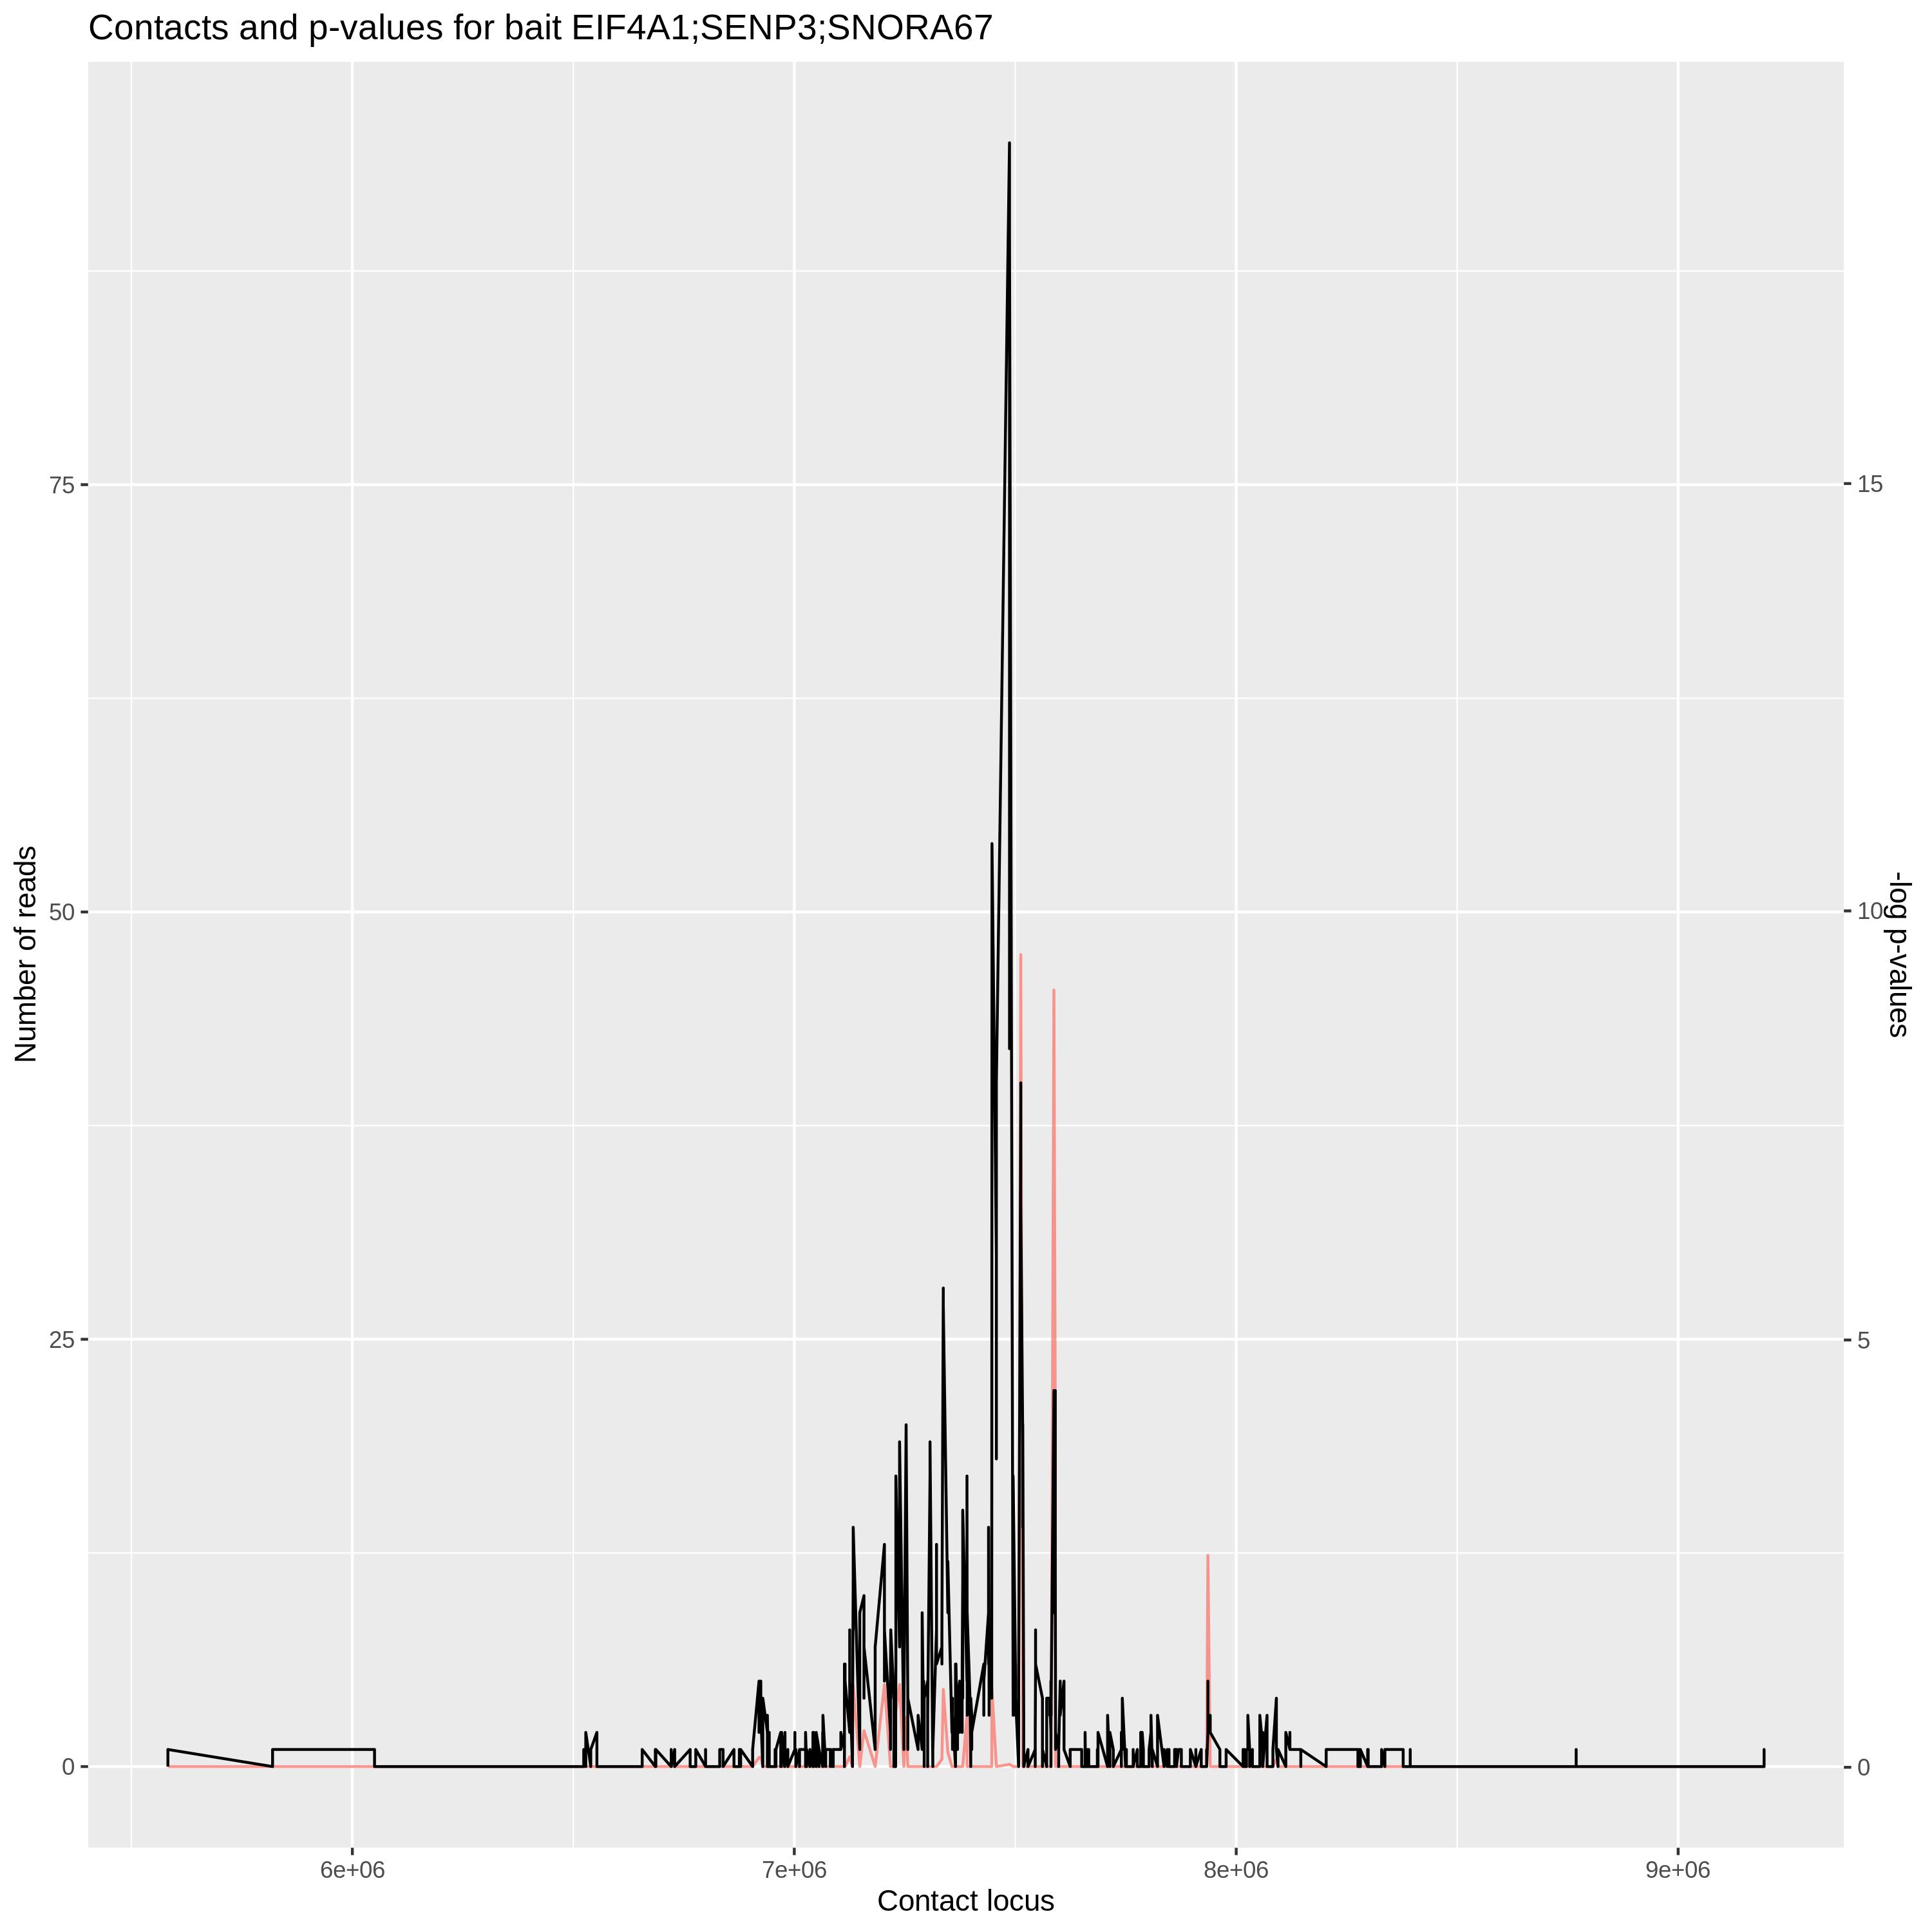 Contacts and p-values for bait EIF4A1;SENP3;SNORA67
75
50
25
0
Number of reads
15
10
5
0
-log p-values
6e+06
7e+06
8e+06
9e+06
Contact locus